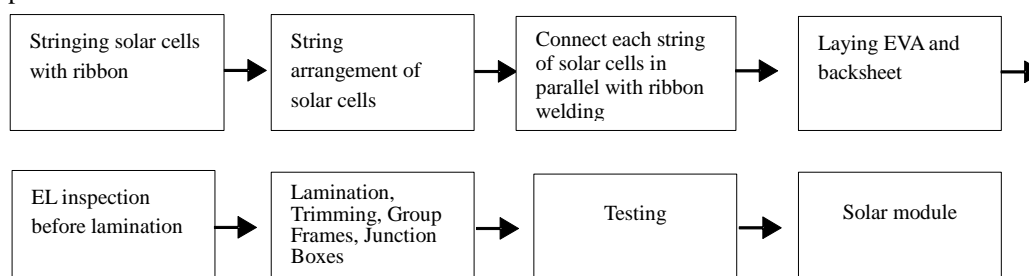 Stringing solar cells
with ribbon
String
arrangement of
solar cells
Connect each string
of solar cells in
parallel with ribbon
welding
Laying EVA and
backsheet
EL inspection
before lamination
Lamination,
Trimming, Group
Frames, Junction
Boxes
Testing
Solar module